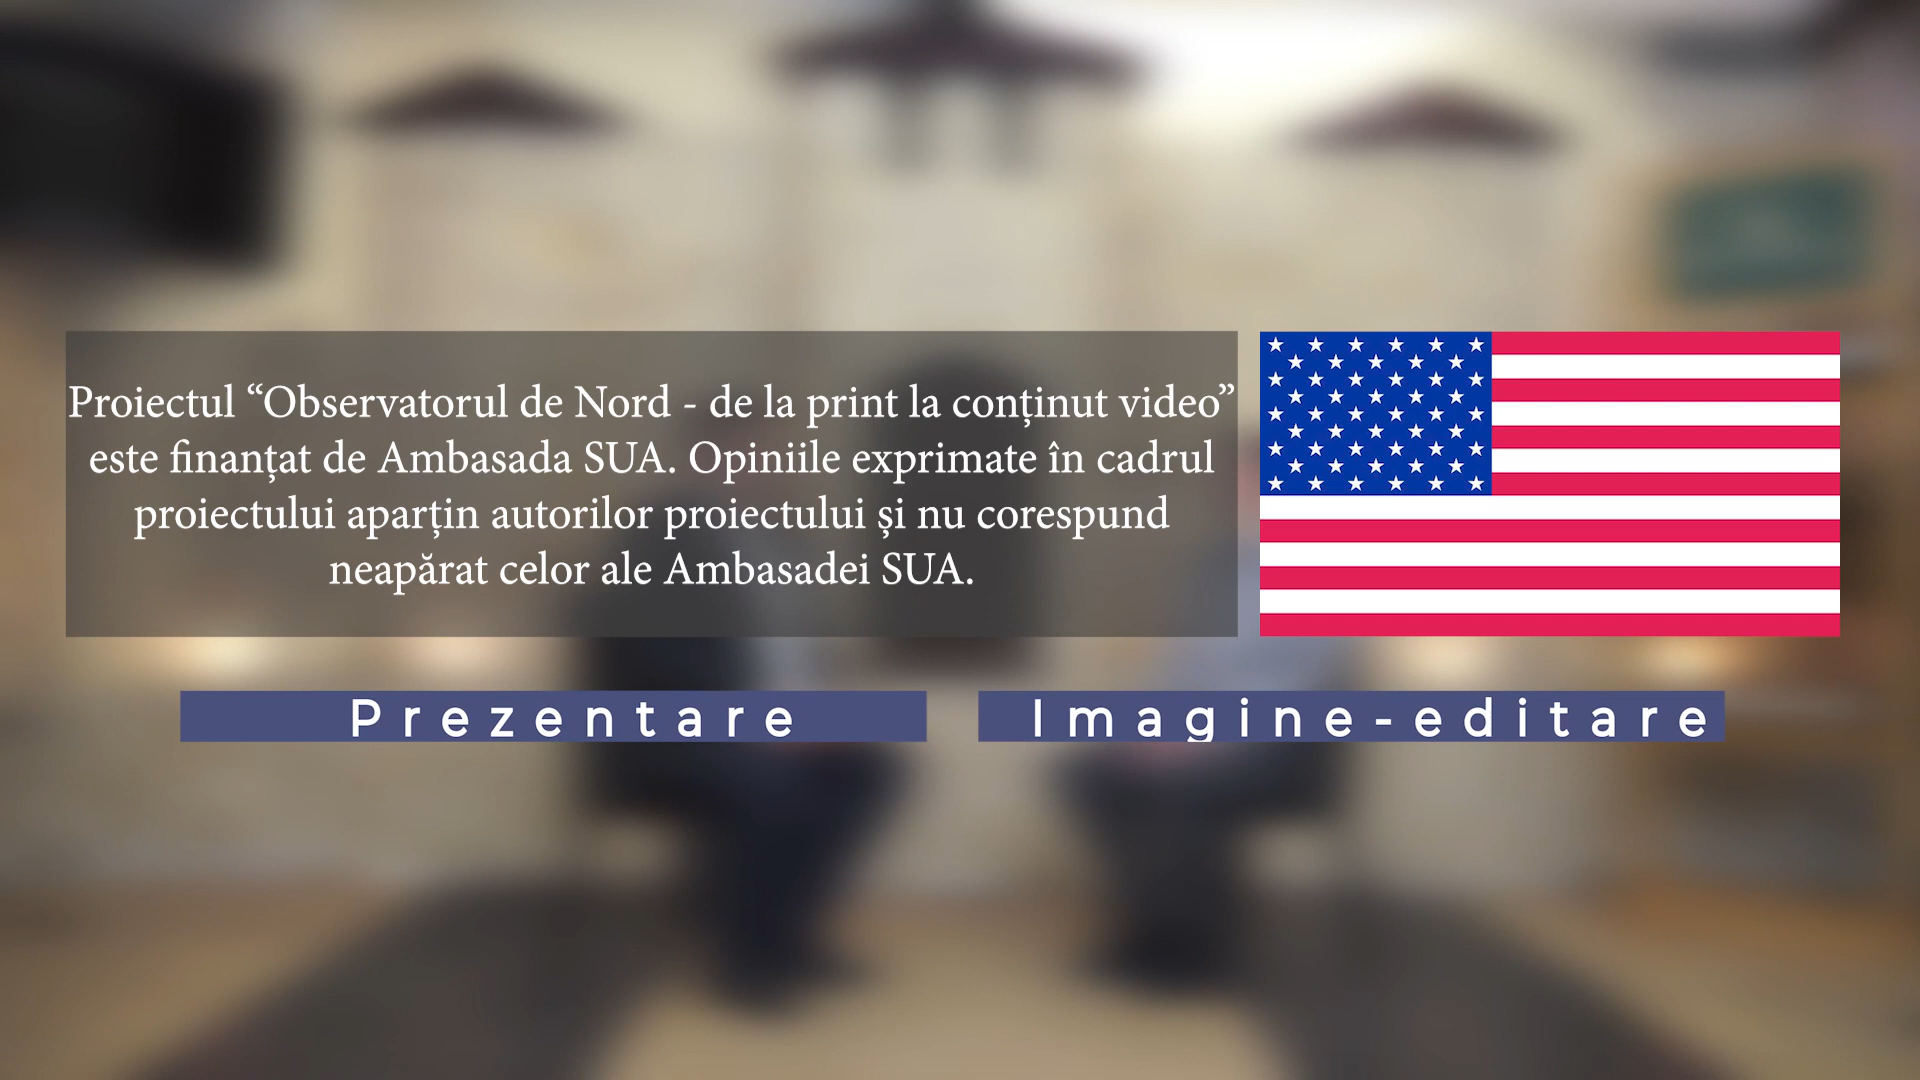 Proiectul “Observatorul de Nord - de la print la conținut video”
este finanțat de Ambasada SUA. Opiniile exprimate în cadrul
proiectului aparțin autorilor proiectului și nu corespund
neapărat celor ale Ambasadei SUA.
Prezentare
Imagine-editare